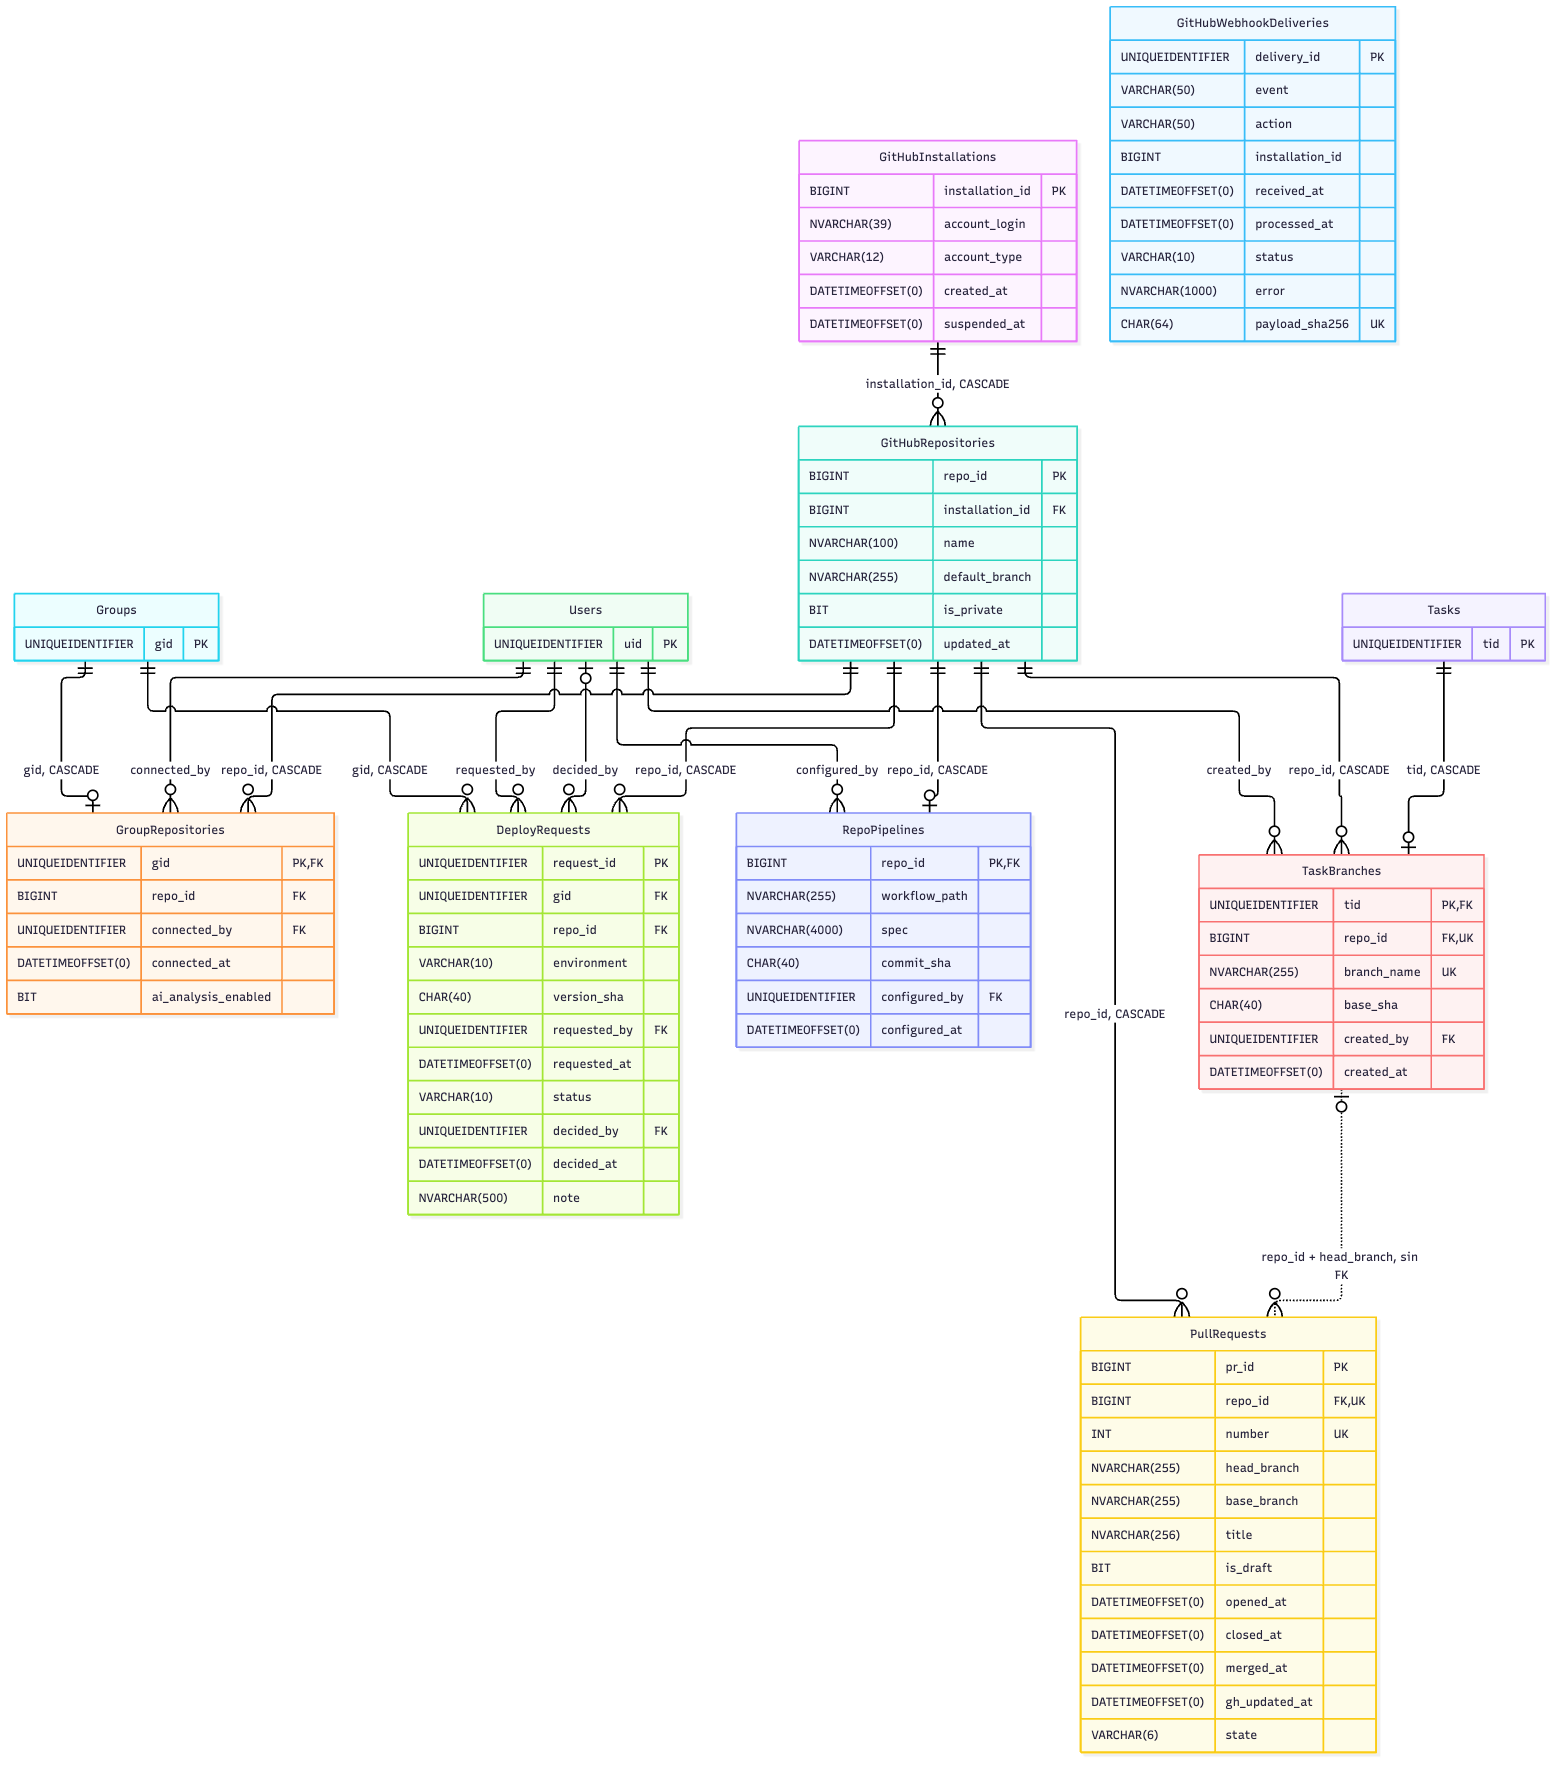 GitHubWebhookDeliveries
UNIQUEIDENTIFIER delivery_id PK
VARCHAR(50) event
VARCHAR(50) action
BIGINT installation_id
DATETIMEOFFSET(0) received_at
DATETIMEOFFSET(0) processed_at
VARCHAR(10) status
NVARCHAR(1000) error
CHAR(64) payload_sha256 UK
GitHubInstallations
BIGINT installation_id PK
NVARCHAR(39) account_login
VARCHAR(12) account_type
DATETIMEOFFSET(0) created_at
DATETIMEOFFSET(0) suspended_at
installation_id, CASCADE
GitHubRepositories
BIGINT repo_id PK
BIGINT installation_id FK
NVARCHAR(100) name
NVARCHAR(255) default_branch
BIT is_private
DATETIMEOFFSET(0) updated_at
Groups
UNIQUEIDENTIFIER gid PK
Users
UNIQUEIDENTIFIER uid PK
Tasks
UNIQUEIDENTIFIER tid PK
gid, CASCADE
connected_by
repo_id, CASCADE
gid, CASCADE
requested_by
decided_by
repo_id, CASCADE
configured_by
repo_id, CASCADE
created_by
repo_id, CASCADE
tid, CASCADE
GroupRepositories
UNIQUEIDENTIFIER gid PK,FK
BIGINT repo_id FK
UNIQUEIDENTIFIER connected_by FK
DATETIMEOFFSET(0) connected_at
BIT ai_analysis_enabled
DeployRequests
UNIQUEIDENTIFIER request_id PK
UNIQUEIDENTIFIER gid FK
BIGINT repo_id FK
VARCHAR(10) environment
CHAR(40) version_sha
UNIQUEIDENTIFIER requested_by FK
DATETIMEOFFSET(0) requested_at
VARCHAR(10) status
UNIQUEIDENTIFIER decided_by FK
DATETIMEOFFSET(0) decided_at
NVARCHAR(500) note
RepoPipelines
BIGINT repo_id PK,FK
NVARCHAR(255) workflow_path
NVARCHAR(4000) spec
CHAR(40) commit_sha
UNIQUEIDENTIFIER configured_by FK
DATETIMEOFFSET(0) configured_at
TaskBranches
UNIQUEIDENTIFIER tid PK,FK
BIGINT repo_id FK,UK
NVARCHAR(255) branch_name UK
CHAR(40) base_sha
UNIQUEIDENTIFIER created_by FK
DATETIMEOFFSET(0) created_at
repo_id, CASCADE
repo_id + head_branch, sin
FK
PullRequests
BIGINT pr_id PK
BIGINT repo_id FK,UK
INT number UK
NVARCHAR(255) head_branch
NVARCHAR(255) base_branch
NVARCHAR(256) title
BIT is_draft
DATETIMEOFFSET(0) opened_at
DATETIMEOFFSET(0) closed_at
DATETIMEOFFSET(0) merged_at
DATETIMEOFFSET(0) gh_updated_at
VARCHAR(6) state